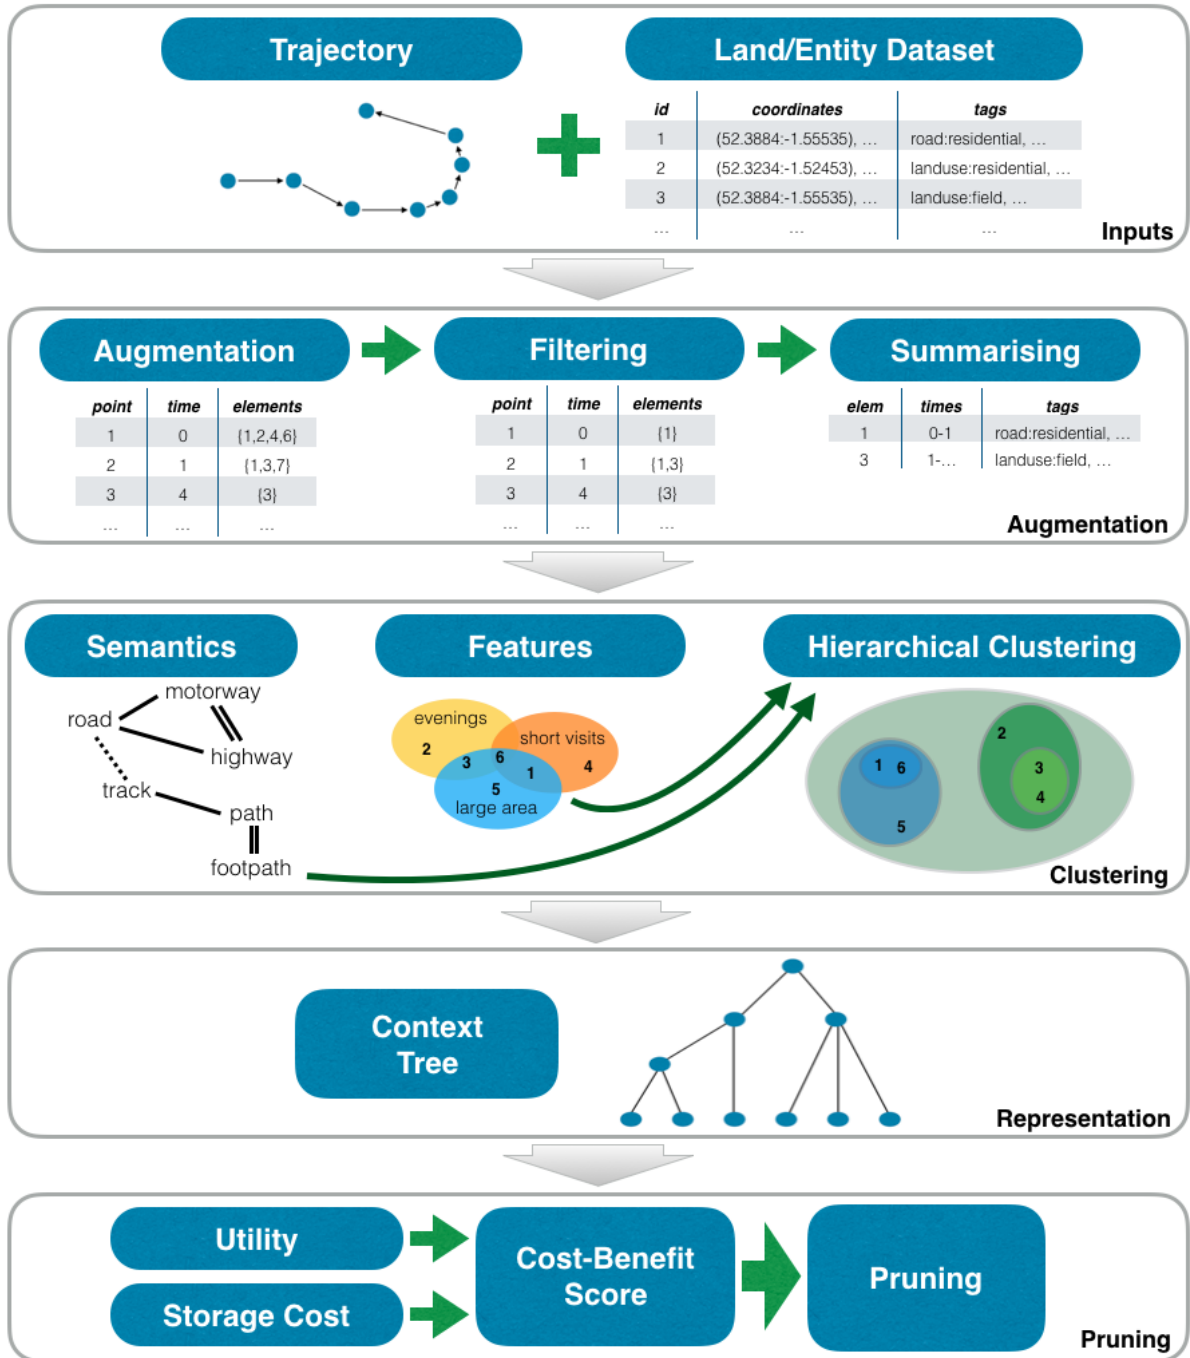 Trajectory
Land/Entity Dataset
id coordinates tags
1 (52.3884:-1.55535), ... road:residential, ...
2 (52.3234:-1.52453), ... landuse:residential, ...
3 (52.3884:-1.55535), ... landuse:field, ...
... ... ...
Inputs
Augmentation
Filtering
Summarising
point time elements
1 0 {1,2,4,6}
2 1 {1,3,7}
3 4 {3}
... ... ...
point time elements
1 0 {1}
2 1 {1,3}
3 4 {3}
... ... ...
elem times tags
1 0-1 road:residential, ...
3 1-... landuse:field, ...
Augmentation
Semantics
Features
Hierarchical Clustering
motorway
road
highway
track
path
footpath
evenings
short visits
2
3
6
1
4
5
large area
1 6
5
2
3
4
Clustering
Context
Tree
Representation
Utility
Storage Cost
Cost-Benefit
Score
Pruning
Pruning